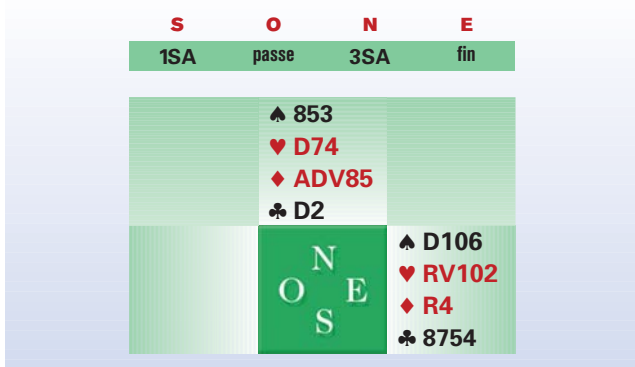 S O N E
1SA passe 3SA fin
♠ 853
♥ D74
♦ ADV85
♣ D2
N
O E
S
♠ D106
♥ RV102
♦ R4
♣ 8754